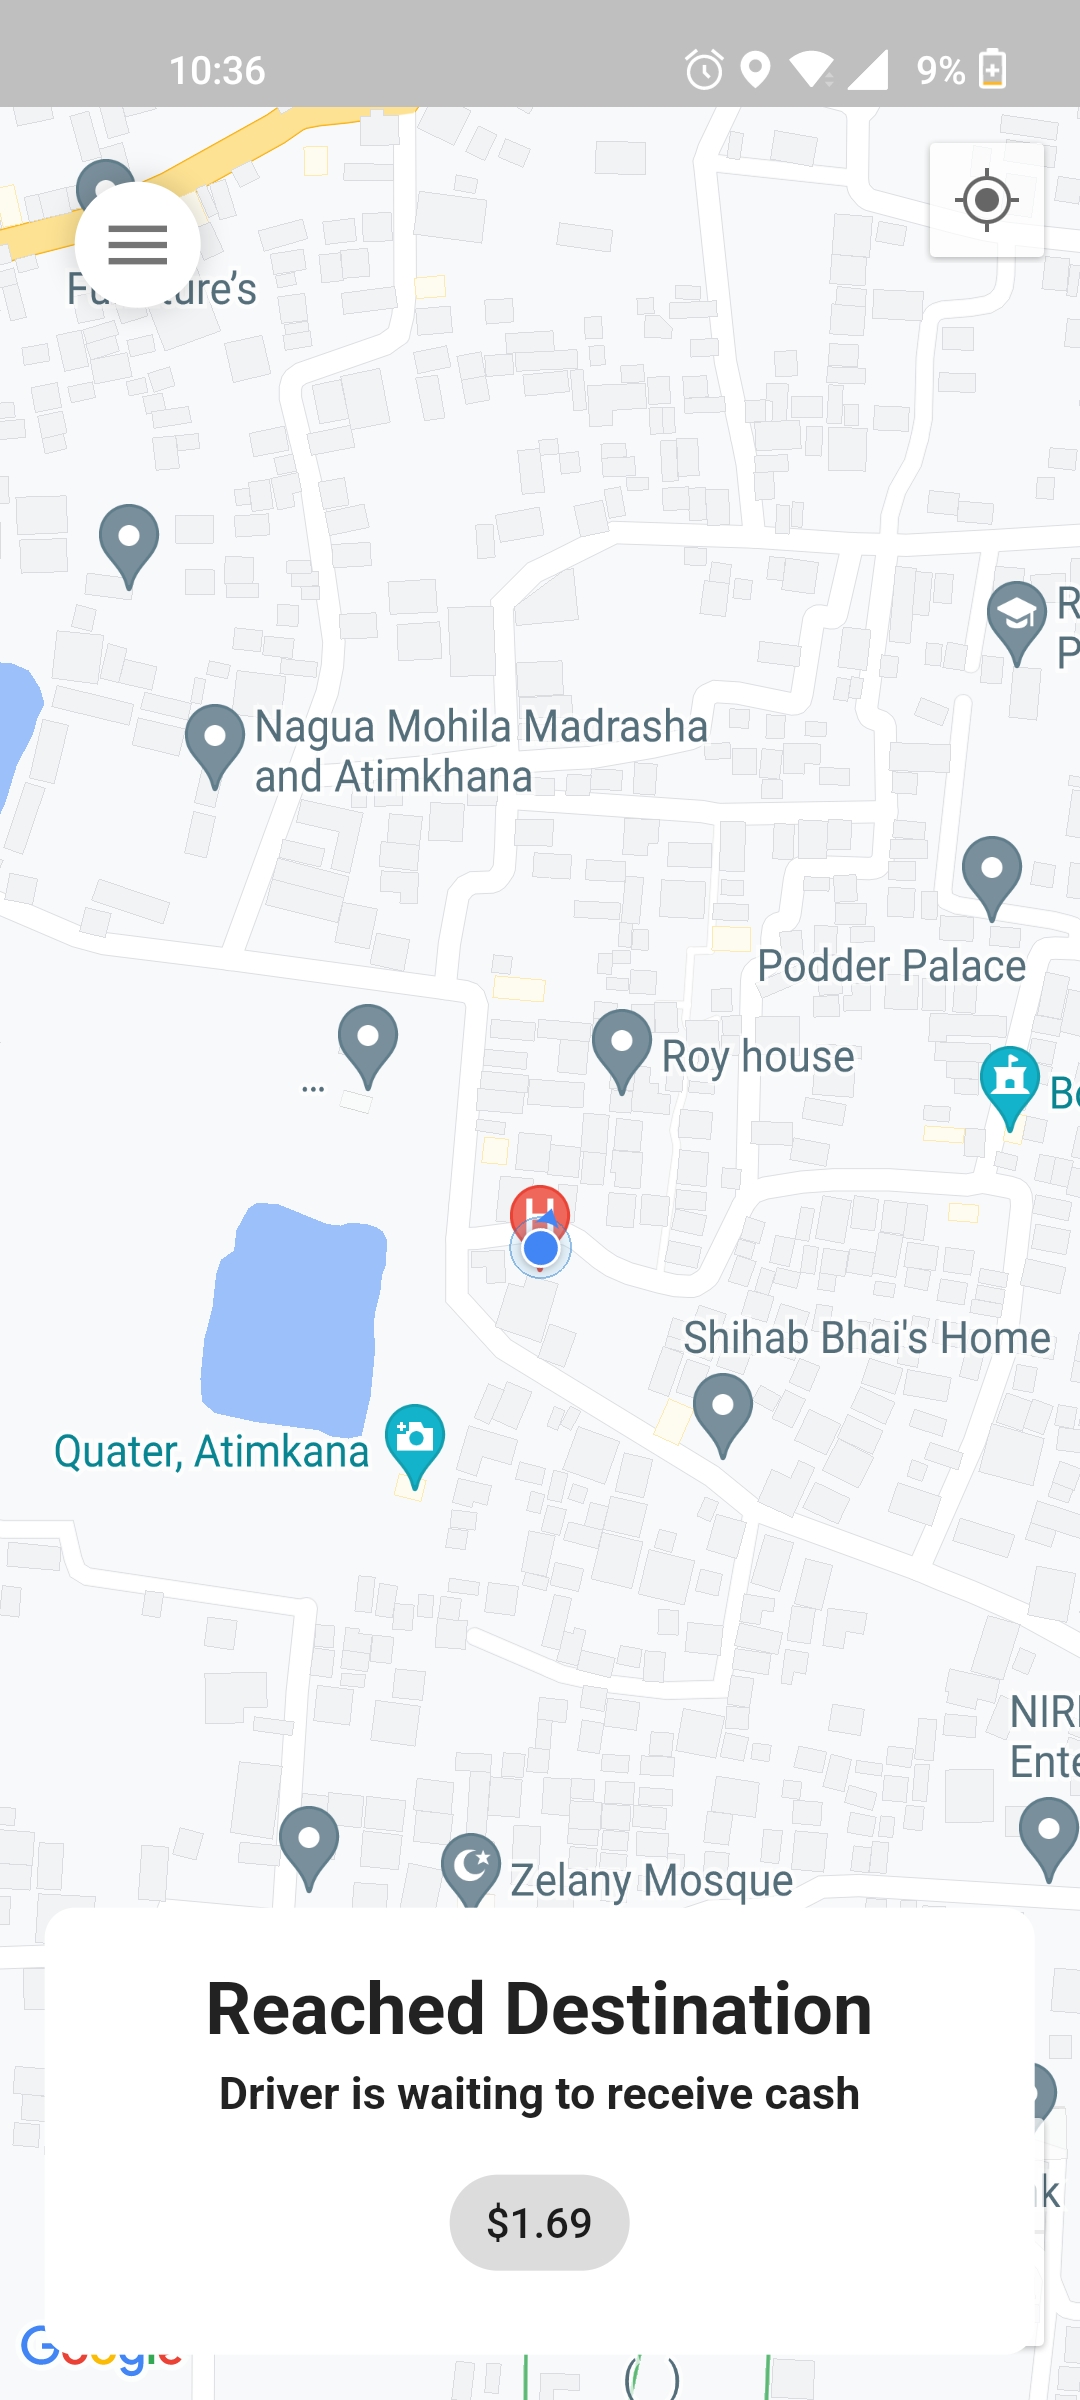 10:36
9%
Nagua Mohila Madrasha
and Atimkhana
Podder Palace
Roy house
...
H
Shihab Bhai's Home
Quater, Atimkana
Zelany Mosque
Reached Destination
Driver is waiting to receive cash
$1.69
Google